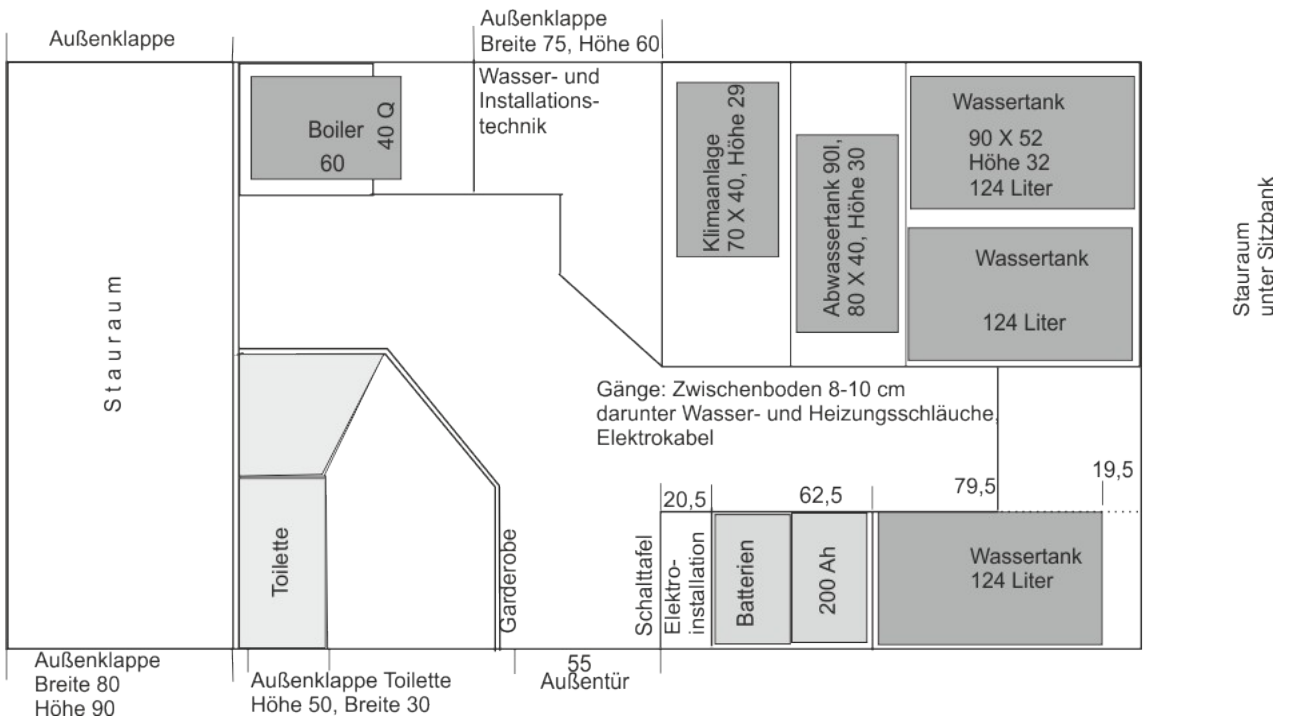 Außenklappe
Außenklappe
Breite 75, Höhe 60
Wasser- und
Installations-
technik
Boiler
60
40 Q
Klimaanlage
70 X 40, Höhe 29
Abwassertank 90l,
80 X 40, Höhe 30
Wassertank
90 X 52
Höhe 32
124 Liter
Wassertank
124 Liter
Stauraum
unter Sitzbank
Stauraum
Gänge: Zwischenboden 8-10 cm
darunter Wasser- und Heizungsschläuche,
Elektrokabel
20,5
62,5
79,5
19,5
Toilette
Garderobe
Schalttafel
Elektro-
installation
Batterien
200 Ah
Wassertank
124 Liter
Außenklappe
Breite 80
Höhe 90
Außenklappe Toilette
Höhe 50, Breite 30
55
Außentür